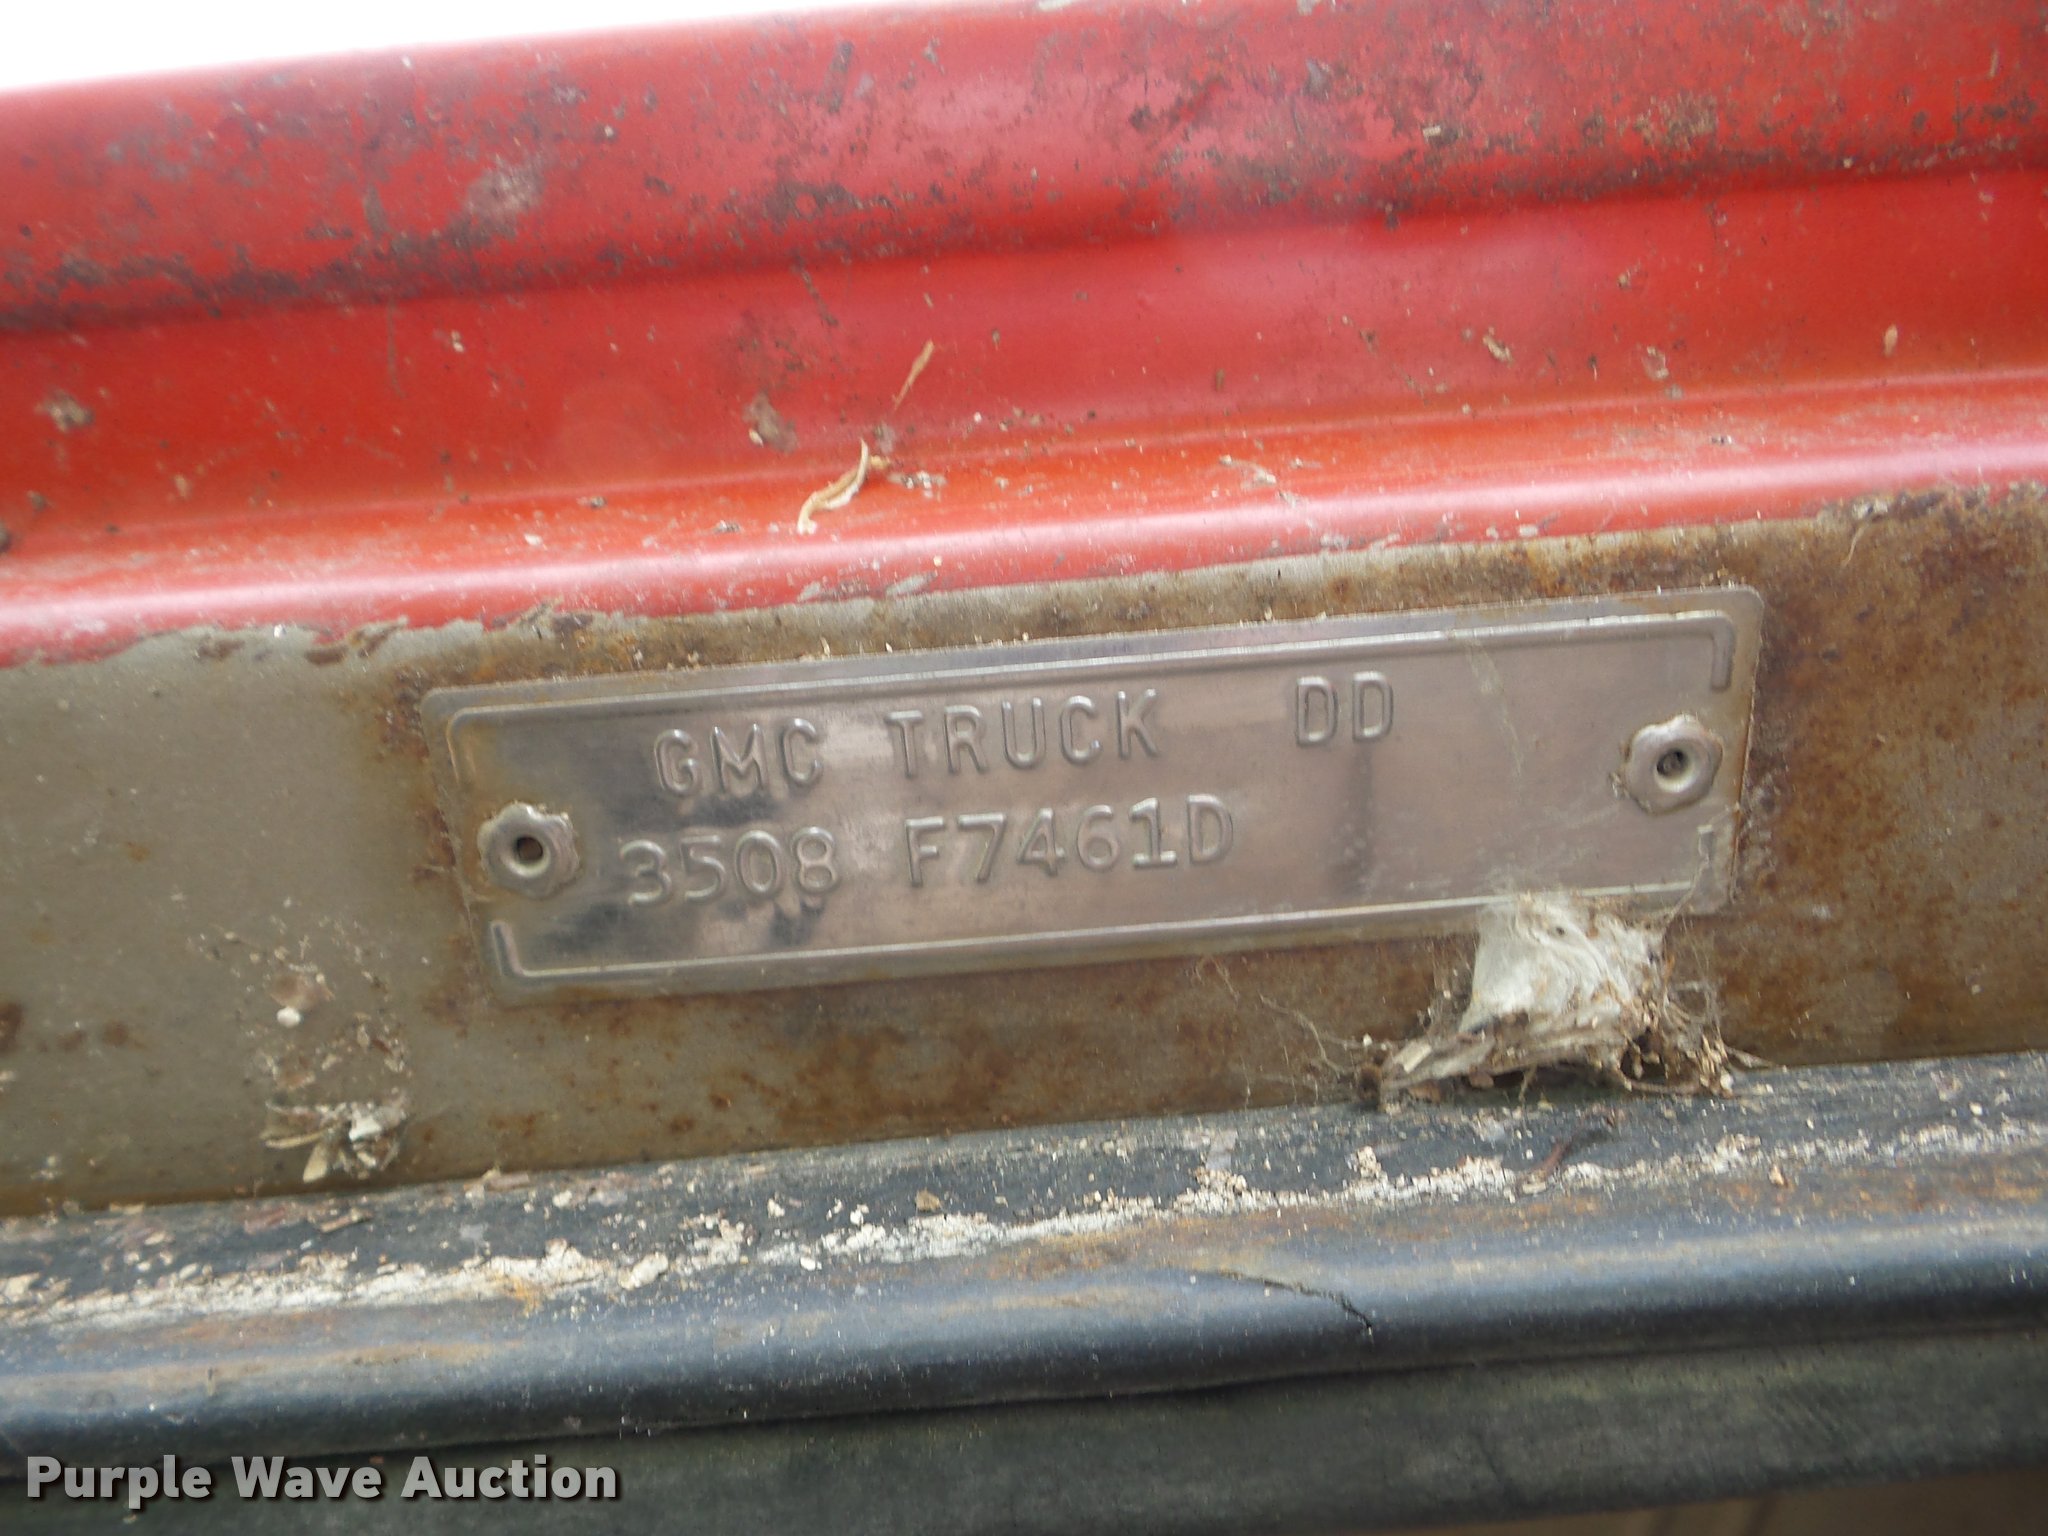 GMC TRUCK DD
3508 F7461D
Purple Wave Auction